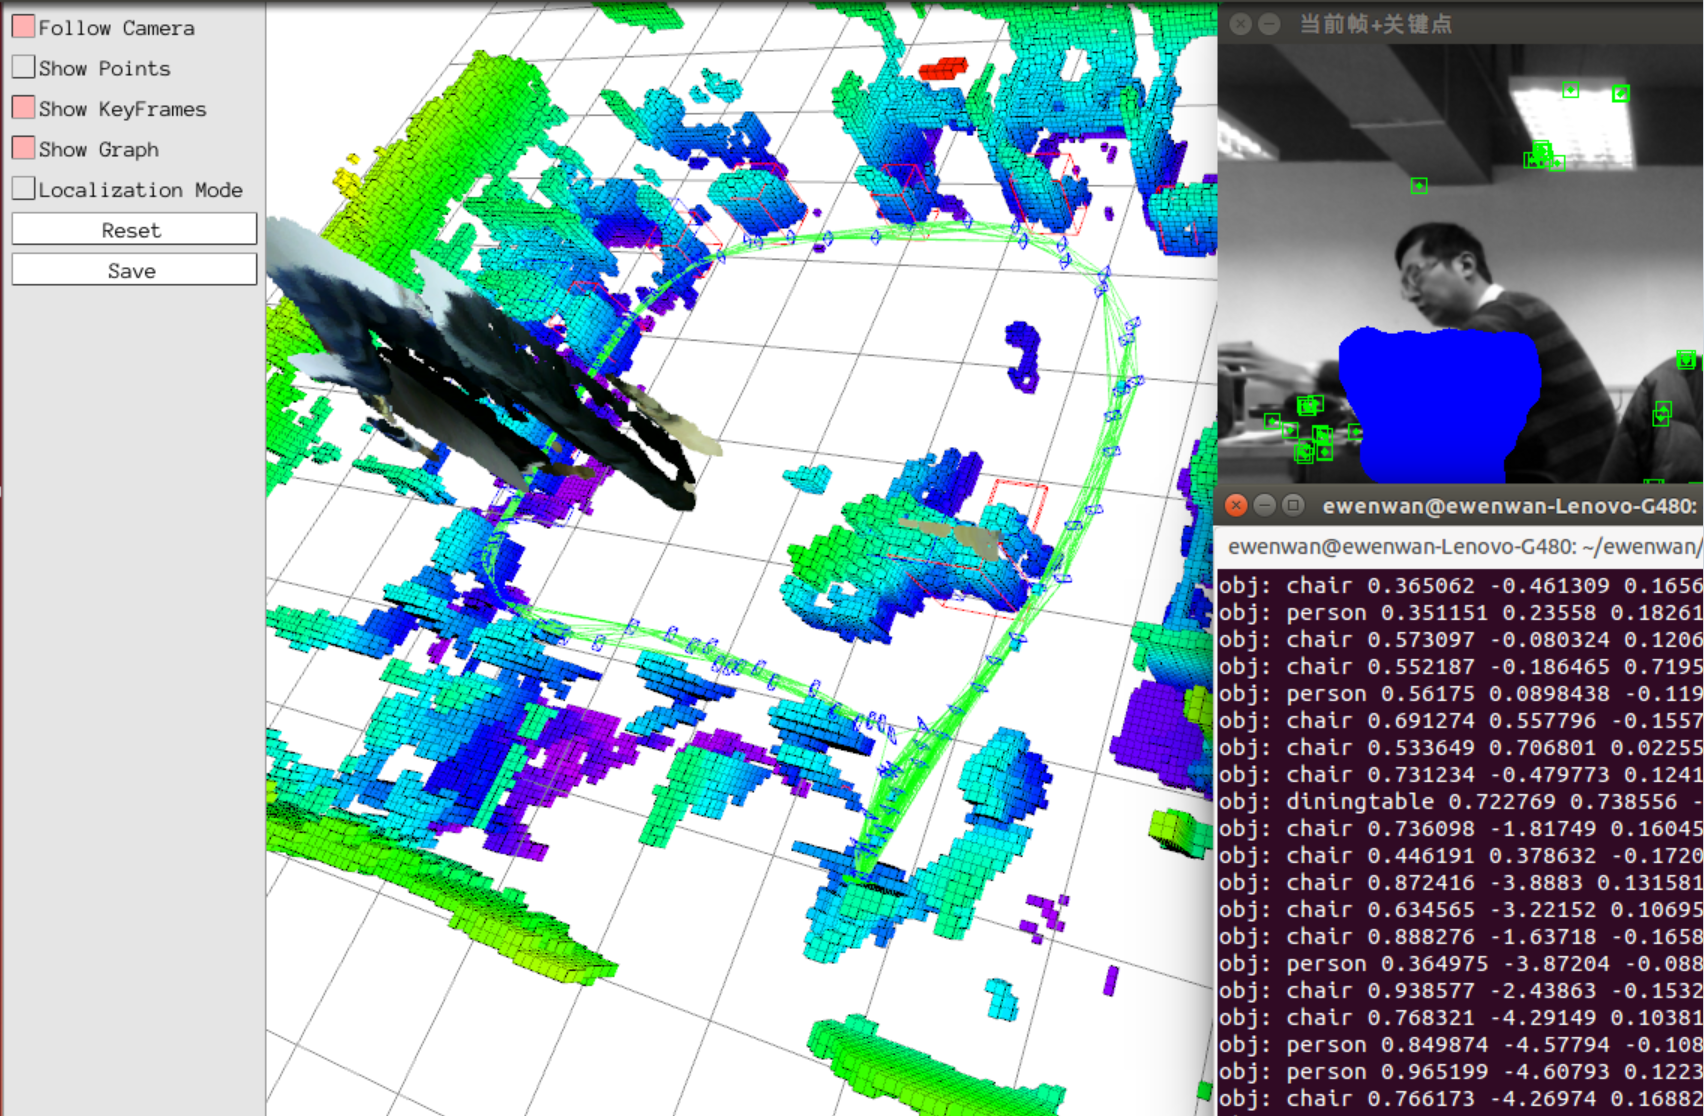 Follow Camera
Show Points
Show KeyFrames
Show Graph
Localization Mode
Reset
Save
当前帧+关键点
ewenwan@ewenwan-Lenovo-G480:
ewenwan@ewenwan-Lenovo-G480: ~/ewenwan/
obj: chair 0.365062 -0.461309 0.1656
obj: person 0.351151 0.23558 0.18261
obj: chair 0.573097 -0.080324 0.1206
obj: chair 0.552187 -0.186465 0.7195
obj: person 0.56175 0.0898438 -0.119
obj: chair 0.691274 0.557796 -0.1557
obj: chair 0.533649 0.706801 0.02255
obj: chair 0.731234 -0.479773 0.1241
obj: diningtable 0.722769 0.738556 -
obj: chair 0.736098 -1.81749 0.16045
obj: chair 0.446191 0.378632 -0.1720
obj: chair 0.872416 -3.8883 0.131581
obj: chair 0.634565 -3.22152 0.10695
obj: chair 0.888276 -1.63718 -0.1658
obj: person 0.364975 -3.87204 -0.088
obj: chair 0.938577 -2.43863 -0.1532
obj: chair 0.768321 -4.29149 0.10381
obj: person 0.849874 -4.57794 -0.108
obj: person 0.965199 -4.60793 0.1223
obj: chair 0.766173 -4.26974 0.16882